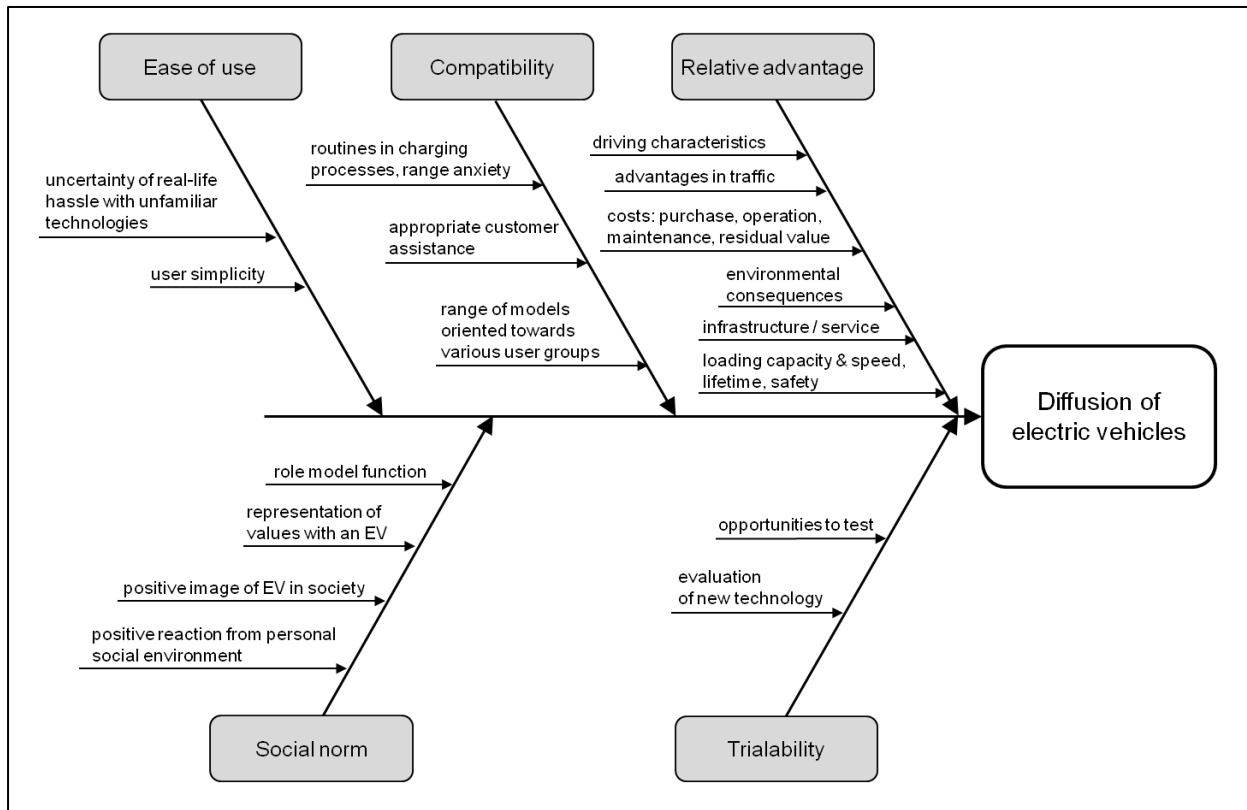 Ease of use
Compatibility
Relative advantage
uncertainty of real-life
hassle with unfamiliar
technologies
user simplicity
routines in charging
processes, range anxiety
appropriate customer
assistance
range of models
oriented towards
various user groups
driving characteristics
advantages in traffic
costs: purchase, operation,
maintenance, residual value
environmental
consequences
infrastructure / service
loading capacity & speed,
lifetime, safety
Diffusion of
electric vehicles
role model function
representation of
values with an EV
positive image of EV in society
positive reaction from personal
social environment
opportunities to test
evaluation
of new technology
Social norm
Trialability